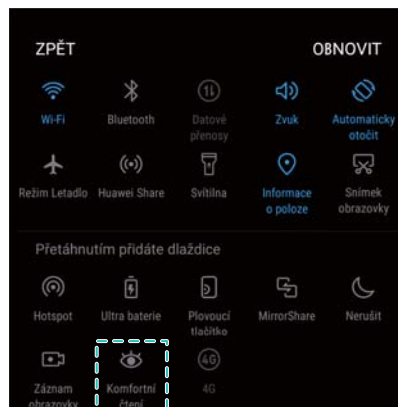 ZPĚT OBNOVIT
Wi-Fi Bluetooth Datové přenosy Zvuk Automaticky otočit
Režim Letadlo Huawei Share Svítilna Informace o poloze Snímek obrazovky
Přetáhnutím přidáte dlaždice
Hotspot Ultra baterie Plovoucí tlačítko MirrorShare Nerušit
4G
Záznam obrazovky Komfortní čtení 4G